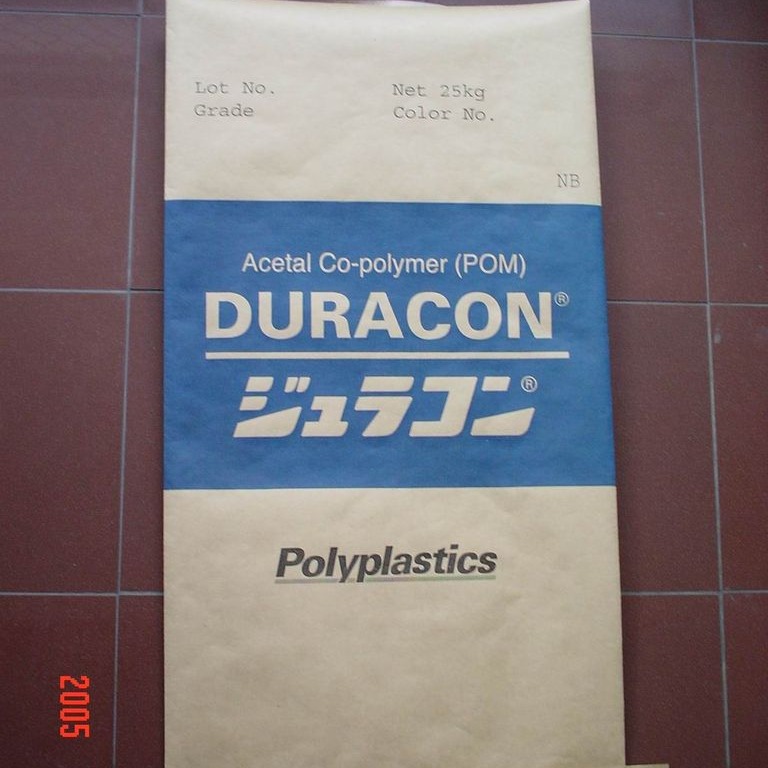 Lot No. Net 25kg
Grade Color No.
NB
Acetal Co-polymer (POM)
DURACON®
ジュラコン®
Polyplastics
2005